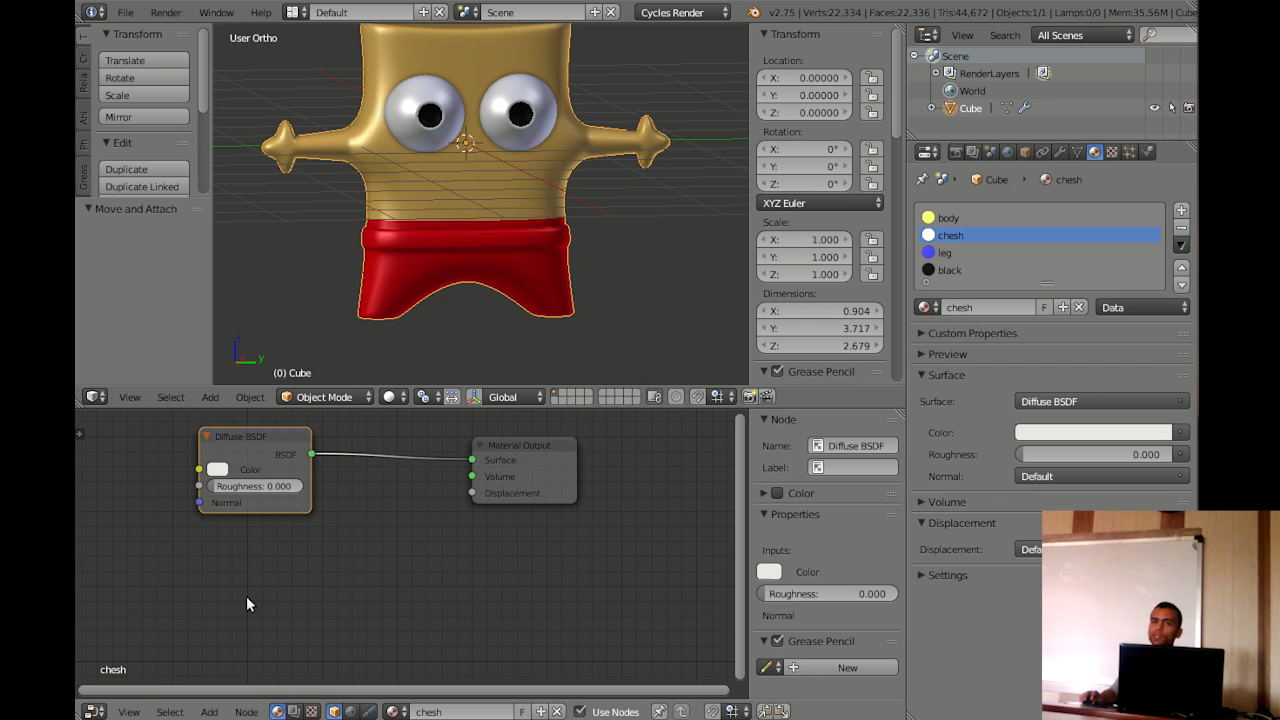 File Render Window Help Default Scene Cycles Render v2.75 | Verts:22,334 | Faces:22,336 | Tris:44,672 | Objects:1/1 | Lamps:0/0 | Mem:35.56M | Cube
Transform
Translate
Rotate
Scale
Mirror
Edit
Duplicate
Duplicate Linked
Move and Attach
Cr
Rela
Ani
Ph
Greas
User Ortho
z
y
(0) Cube
Transform
Location:
X: 0.00000
Y: 0.00000
Z: 0.00000
Rotation:
X: 0°
Y: 0°
Z: 0°
XYZ Euler
Scale:
X: 1.000
Y: 1.000
Z: 1.000
Dimensions:
X: 0.904
Y: 3.717
Z: 2.679
Grease Pencil
View Search All Scenes
Scene
RenderLayers
World
Cube
Cube chesh
body
chesh
leg
black
chesh F Data
Custom Properties
Preview
Surface
Surface: Diffuse BSDF
Color:
Roughness: 0.000
Normal: Default
Volume
Displacement
Displacement: Defa
Settings
View Select Add Object Object Mode Global
Diffuse BSDF
BSDF
Color
Roughness: 0.000
Normal
Material Output
Surface
Volume
Displacement
chesh
Node
Name: Diffuse BSDF
Label:
Color
Properties
Inputs:
Color
Roughness: 0.000
Normal
Grease Pencil
New
View Select Add Node chesh F Use Nodes